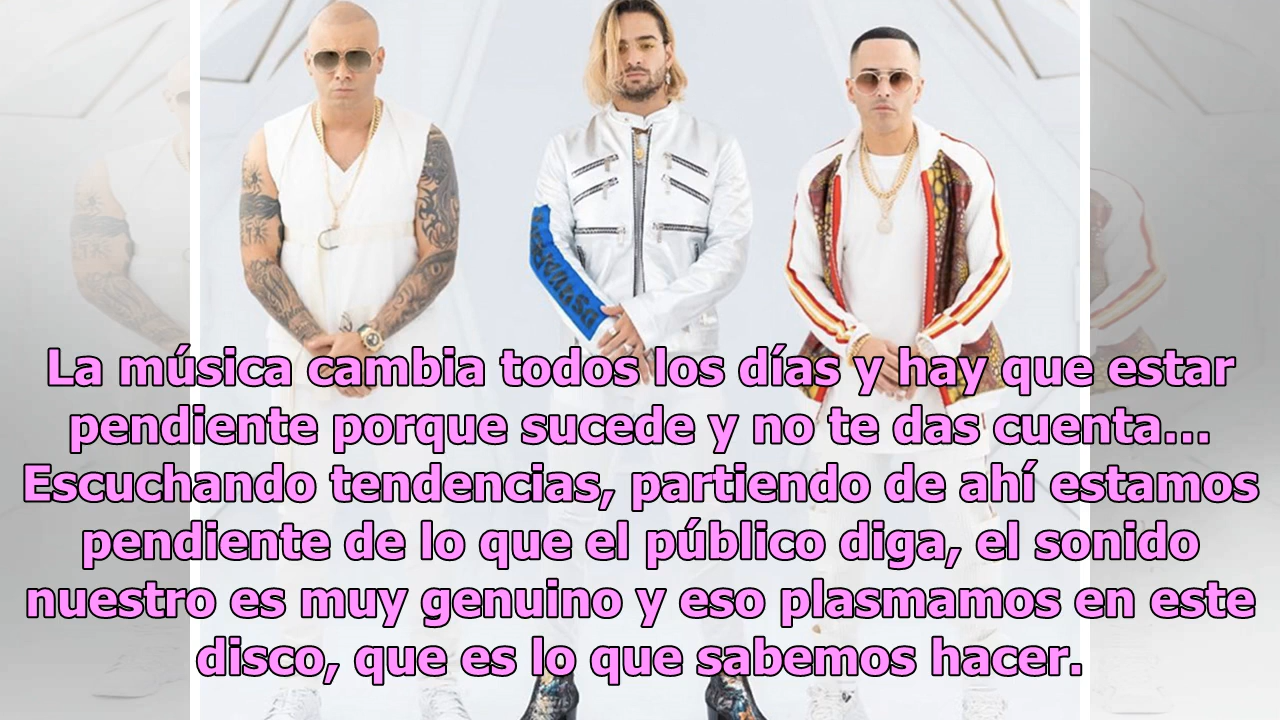 La música cambia todos los días y hay que estar
pendiente porque sucede y no te das cuenta...
Escuchando tendencias, partiendo de ahí estamos
pendiente de lo que el público diga, el sonido
nuestro es muy genuino y eso plasmamos en este
disco, que es lo que sabemos hacer.